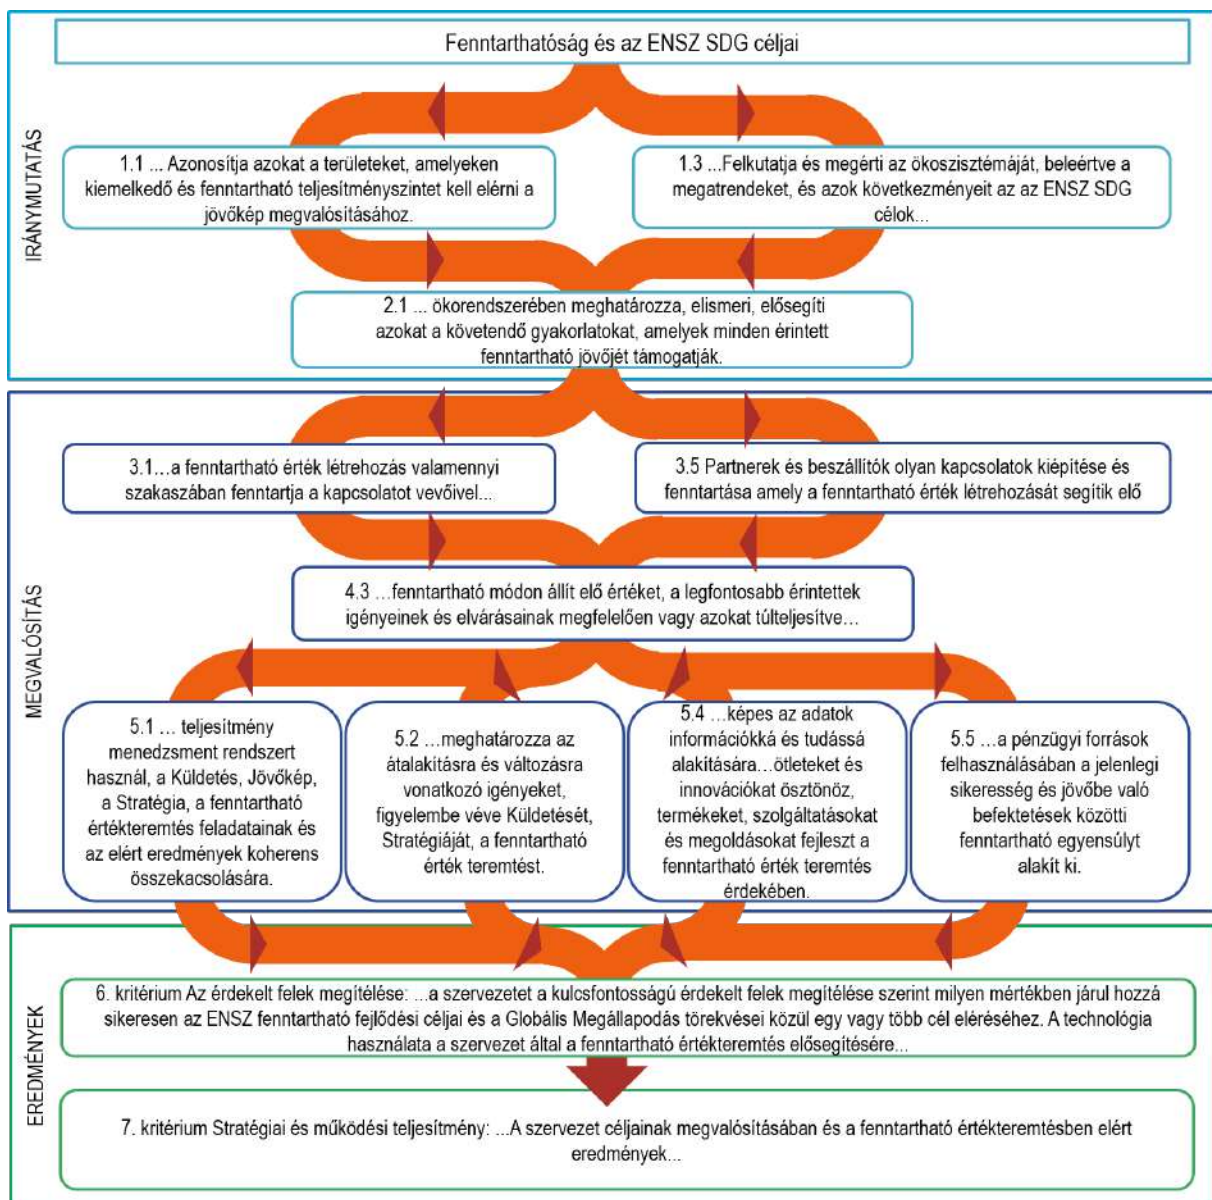 Fenntarthatóság és az ENSZ SDG céljai
IRÁNYMUTATÁS
1.1 ... Azonosítja azokat a területeket, amelyeken
kiemelkedő és fenntartható teljesítményszintet kell elérni a
jövőkép megvalósításához.
1.3 ...Felkutatja és megérti az ökoszisztémáját, beleértve a
megatrendeket, és azok következményeit az az ENSZ SDG
célok...
2.1 ... ökorendszerében meghatározza, elismeri, elősegíti
azokat a követendő gyakorlatokat, amelyek minden érintett
fenntartható jövőjét támogatják.
MEGVALÓSÍTÁS
3.1...a fenntartható érték létrehozás valamennyi
szakaszában fenntartja a kapcsolatot vevőivel...
3.5 Partnerek és beszállítók olyan kapcsolatok kiépítése és
fenntartása amely a fenntartható érték létrehozását segítik elő
4.3 ...fenntartható módon állít elő értéket, a legfontosabb érintettek
igényeinek és elvárásainak megfelelően vagy azokat túlteljesítve...
5.1 ... teljesítmény
menedzsment rendszert
használ, a Küldetés, Jövőkép,
a Stratégia, a fenntartható
értékteremtés feladatainak és
az elért eredmények koherens
összekacsolására.
5.2 ...meghatározza az
átalakításra és változásra
vonatkozó igényeket,
figyelembe véve Küldetését,
Stratégiáját, a fenntartható
érték teremtést.
5.4 ...képes az adatok
információkká és tudássá
alakítására...ötleteket és
innovációkat ösztönöz,
termékeket, szolgáltatásokat
és megoldásokat fejleszt a
fenntartható érték teremtés
érdekében.
5.5 ...a pénzügyi források
felhasználásában a jelenlegi
sikeresség és jövőbe való
befektetések közötti
fenntartható egyensúlyt
alakít ki.
EREDMÉNYEK
6. kritérium Az érdekelt felek megítélése: ...a szervezetet a kulcsfontosságú érdekelt felek megítélése szerint milyen mértékben járul hozzá
sikeresen az ENSZ fenntartható fejlődési céljai és a Globális Megállapodás törekvései közül egy vagy több cél eléréséhez. A technológia
használata a szervezet által a fenntartható értékteremtés elősegítésére...
7. kritérium Stratégiai és működési teljesítmény: ...A szervezet céljainak megvalósításában és a fenntartható értékteremtésben elért
eredmények...